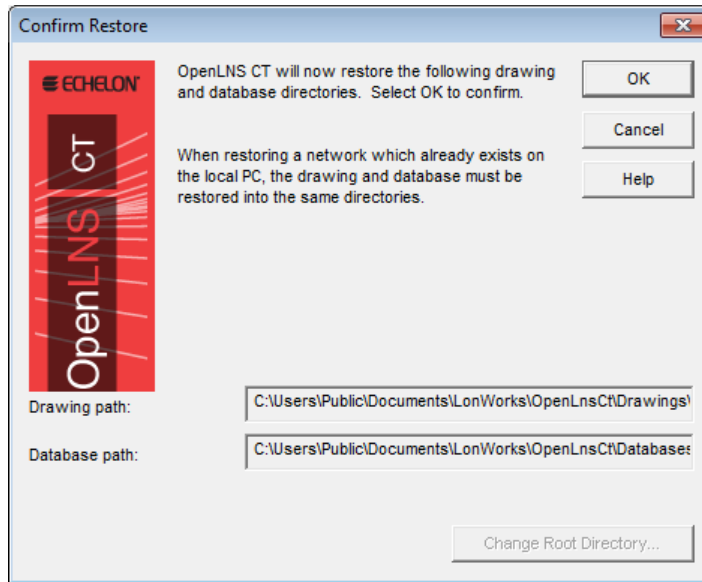 Confirm Restore
ECHELON
OpenLNS CT
OpenLNS CT will now restore the following drawing
and database directories. Select OK to confirm.
When restoring a network which already exists on
the local PC, the drawing and database must be
restored into the same directories.
OK
Cancel
Help
Drawing path:
C:\Users\Public\Documents\LonWorks\OpenLnsCt\Drawings\
Database path:
C:\Users\Public\Documents\LonWorks\OpenLnsCt\Databases
Change Root Directory...